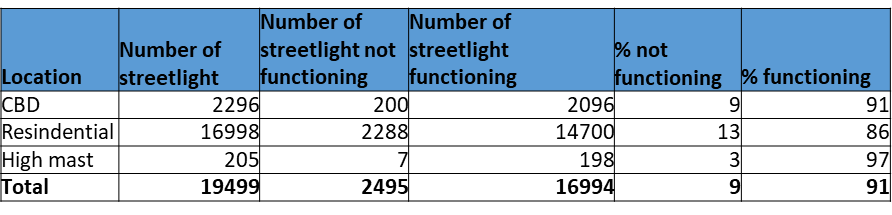 Location Number of streetlight Number of streetlight not functioning Number of streetlight functioning % not functioning % functioning
CBD 2296 200 2096 9 91
Resindential 16998 2288 14700 13 86
High mast 205 7 198 3 97
Total 19499 2495 16994 9 91